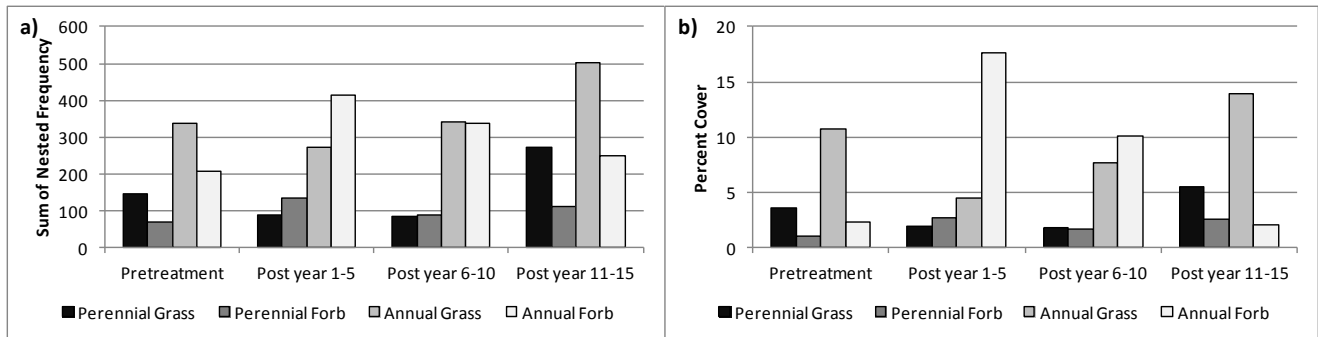 a)
Sum of Nested Frequency
600
500
400
300
200
100
0
Pretreatment Post year 1-5 Post year 6-10 Post year 11-15
Perennial Grass Perennial Forb Annual Grass Annual Forb
b)
Percent Cover
20
15
10
5
0
Pretreatment Post year 1-5 Post year 6-10 Post year 11-15
Perennial Grass Perennial Forb Annual Grass Annual Forb